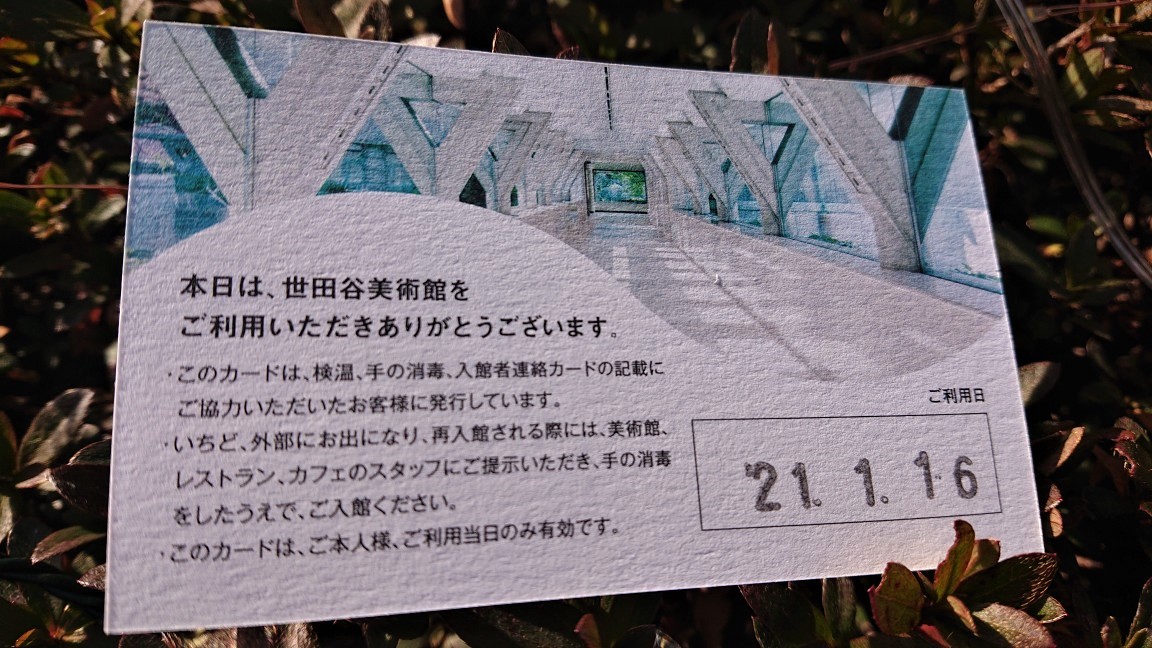 本日は、世田谷美術館を
ご利用いただきありがとうございます。
・このカードは、検温、手の消毒、入館者連絡カードの記載に
ご協力いただいたお客様に発行しています。
・いちど、外部にお出になり、再入館される際には、美術館、
レストラン、カフェのスタッフにご提示いただき、手の消毒
をしたうえで、ご入館ください。
・このカードは、ご本人様、ご利用当日のみ有効です。
ご利用日
'21. 1. 16